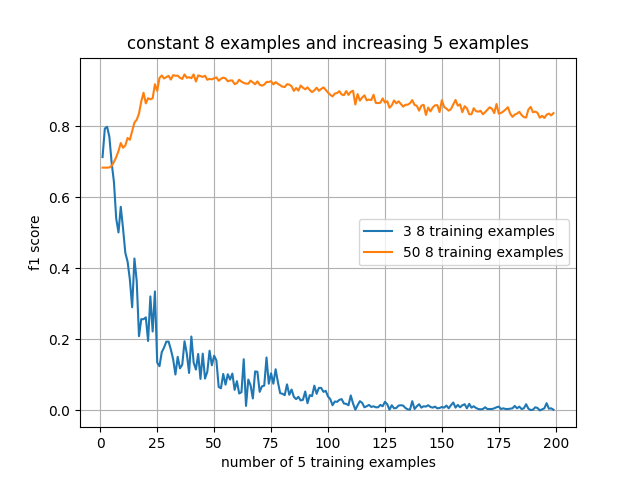 constant 8 examples and increasing 5 examples
f1 score
0.8
0.6
0.4
0.2
0.0
3 8 training examples
50 8 training examples
0 25 50 75 100 125 150 175 200
number of 5 training examples